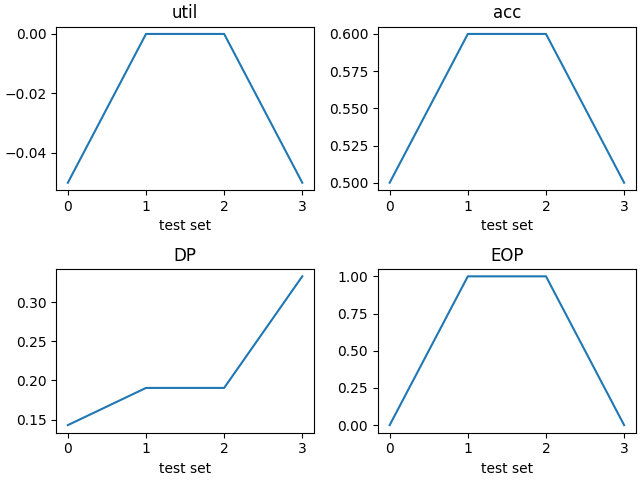 util
0.00
−0.02
−0.04
0 1 2 3
test set
acc
0.600
0.575
0.550
0.525
0.500
0 1 2 3
test set
DP
0.30
0.25
0.20
0.15
0 1 2 3
test set
EOP
1.00
0.75
0.50
0.25
0.00
0 1 2 3
test set